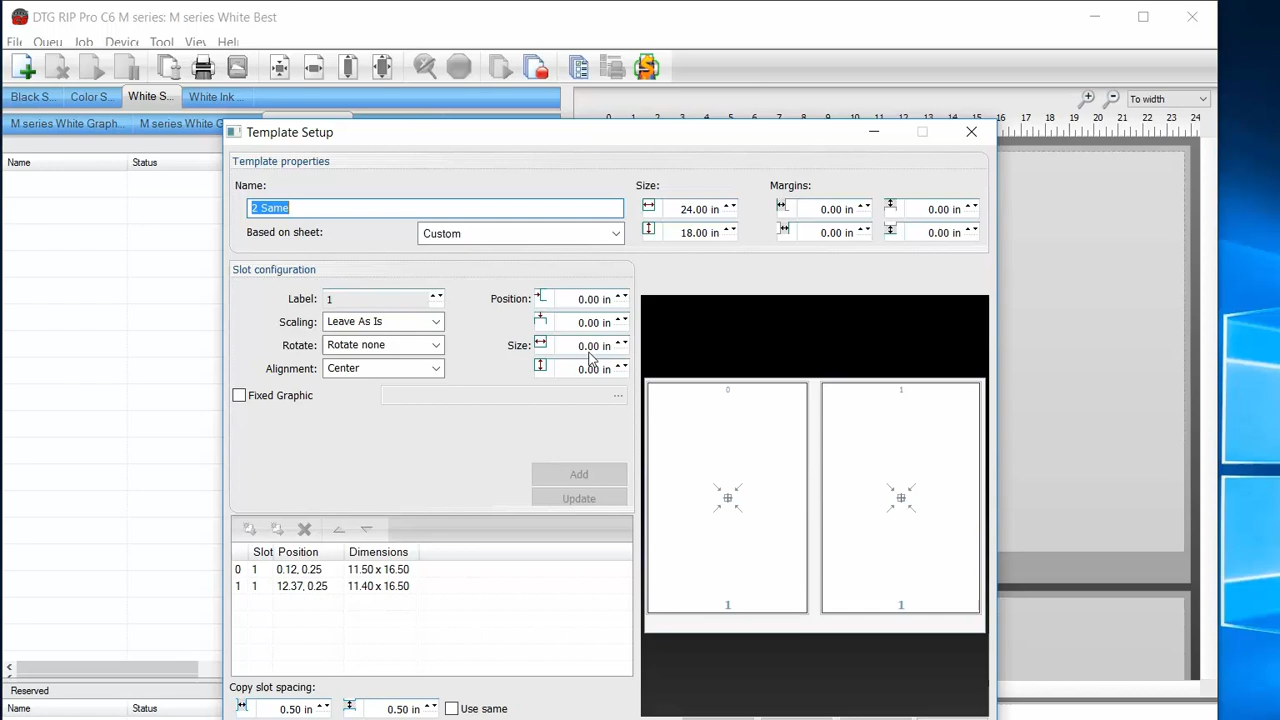 DTG RIP Pro C6 M series: M series White Best
File Queu Job Device Tool View Help
Black S... Color S... White S... White Ink ...
To width
M series White Graph... M series White G
0 1 2 3 4 5 6 7 8 9 10 11 12 13 14 15 16 17 18 19 20 21 22 23 24
Name Status
Template Setup
Template properties
Name: Size: Margins:
2 Same 24.00 in 0.00 in 0.00 in
Based on sheet: Custom 18.00 in 0.00 in 0.00 in
Slot configuration
Label: 1 Position: 0.00 in
Scaling: Leave As Is 0.00 in
Rotate: Rotate none Size: 0.00 in
Alignment: Center 0.00 in
Fixed Graphic ...
Add
Update
0 1
1 1
Slot Position Dimensions
0 1 0.12, 0.25 11.50 x 16.50
1 1 12.37, 0.25 11.40 x 16.50
Copy slot spacing:
0.50 in 0.50 in Use same
Reserved
Name Status